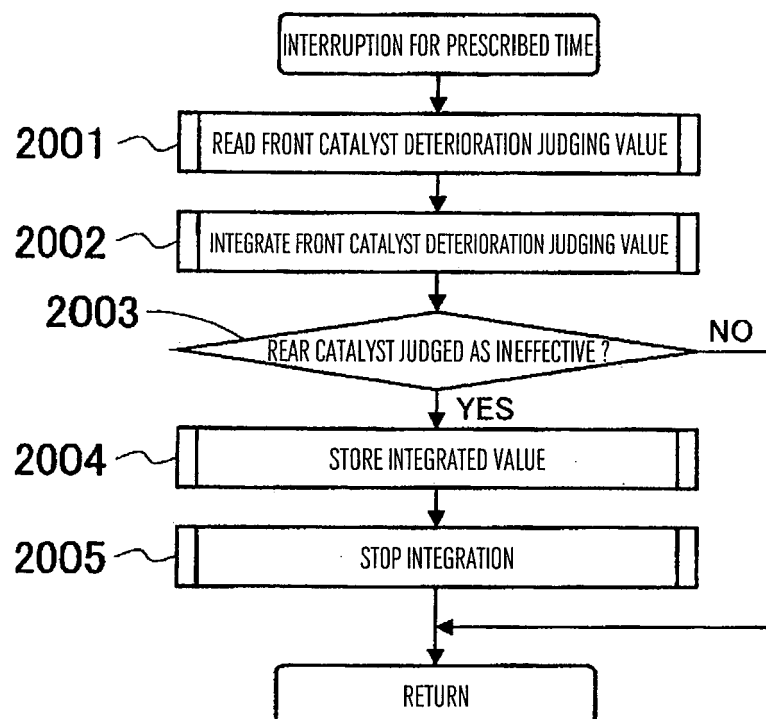 INTERRUPTION FOR PRESCRIBED TIME
2001
READ FRONT CATALYST DETERIORATION JUDGING VALUE
2002
INTEGRATE FRONT CATALYST DETERIORATION JUDGING VALUE
2003
REAR CATALYST JUDGED AS INEFFECTIVE ?
NO
YES
2004
STORE INTEGRATED VALUE
2005
STOP INTEGRATION
RETURN